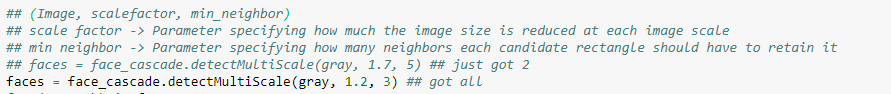 ## (Image, scalefactor, min_neighbor)
## scale factor -> Parameter specifying how much the image size is reduced at each image scale
## min neighbor -> Parameter specifying how many neighbors each candidate rectangle should have to retain it
## faces = face_cascade.detectMultiScale(gray, 1.7, 5) ## just got 2
faces = face_cascade.detectMultiScale(gray, 1.2, 3) ## got all